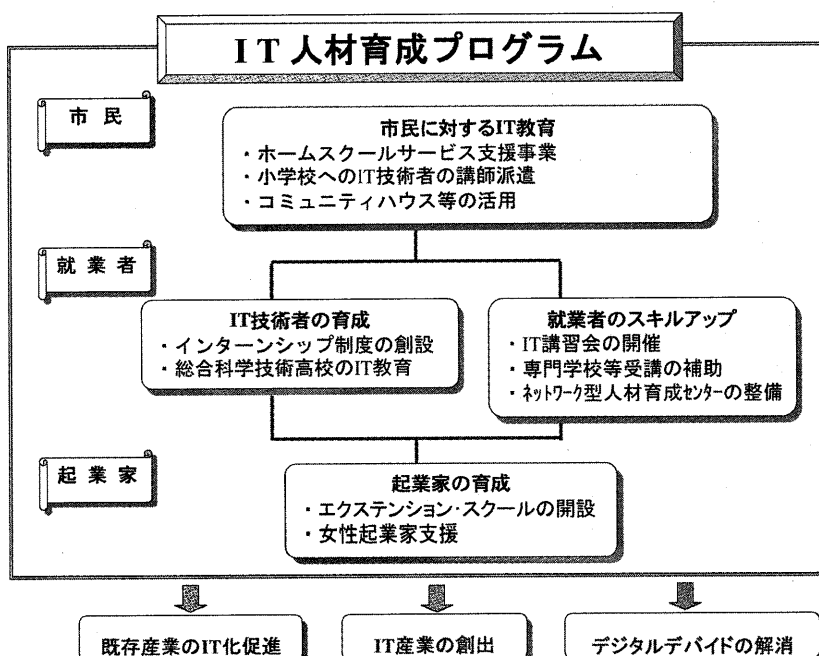 IT人材育成プログラム
市民
市民に対するIT教育
・ホームスクールサービス支援事業
・小学校へのIT技術者の講師派遣
・コミュニティハウス等の活用
就業者
IT技術者の育成
・インターンシップ制度の創設
・総合科学技術高校のIT教育
就業者のスキルアップ
・IT講習会の開催
・専門学校等受講の補助
・ﾈｯﾄﾜｰｸ型人材育成ｾﾝﾀｰの整備
起業家
起業家の育成
・エクステンション・スクールの開設
・女性起業家支援
既存産業のIT化促進
IT産業の創出
デジタルデバイドの解消